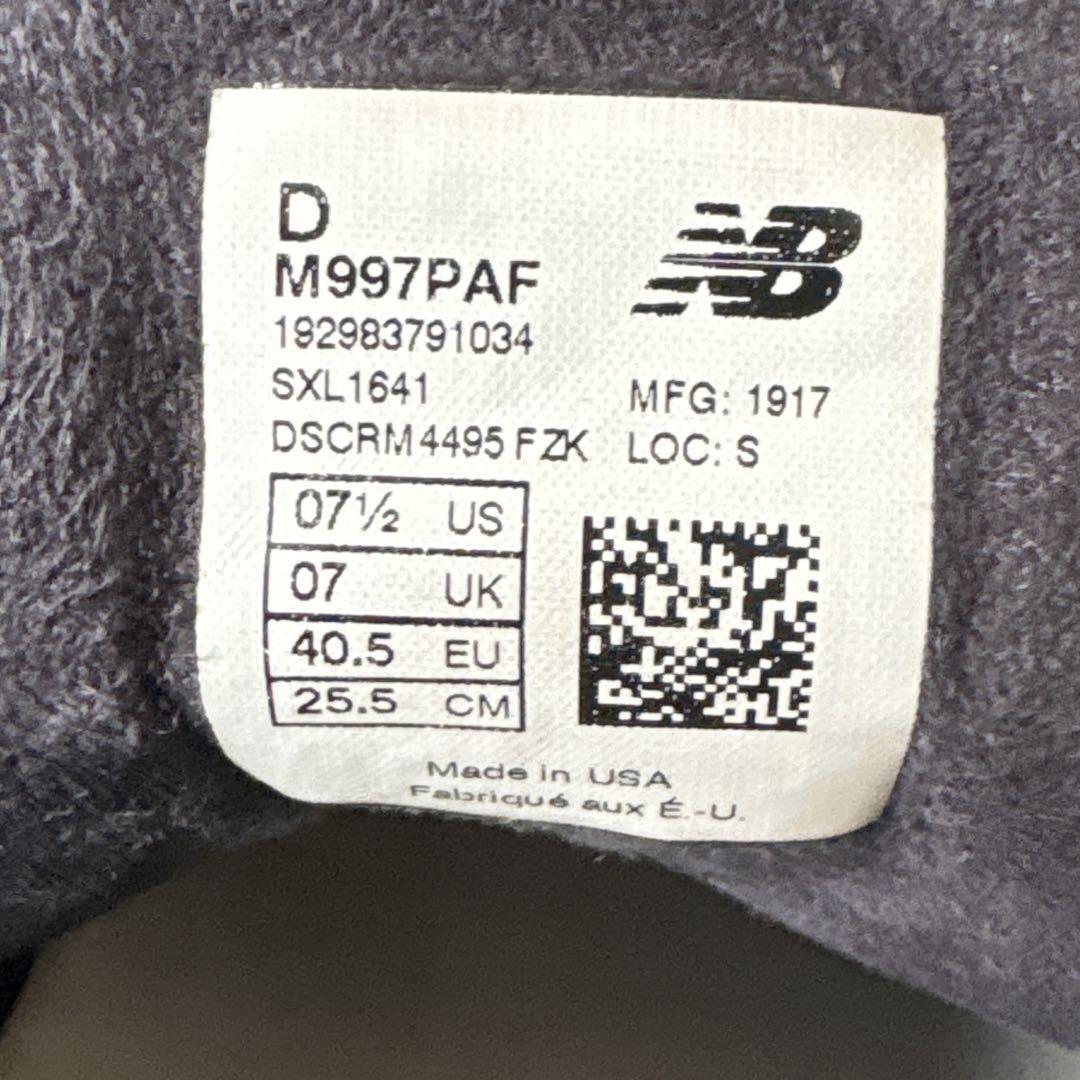 D
M997PAF
NB
192983791034
SXL1641
MFG: 1917
DSCRM4495 FZK
LOC: S
07½ US
07 UK
40.5 EU
25.5 CM
Made in USA
Fabriqué aux É.-U.